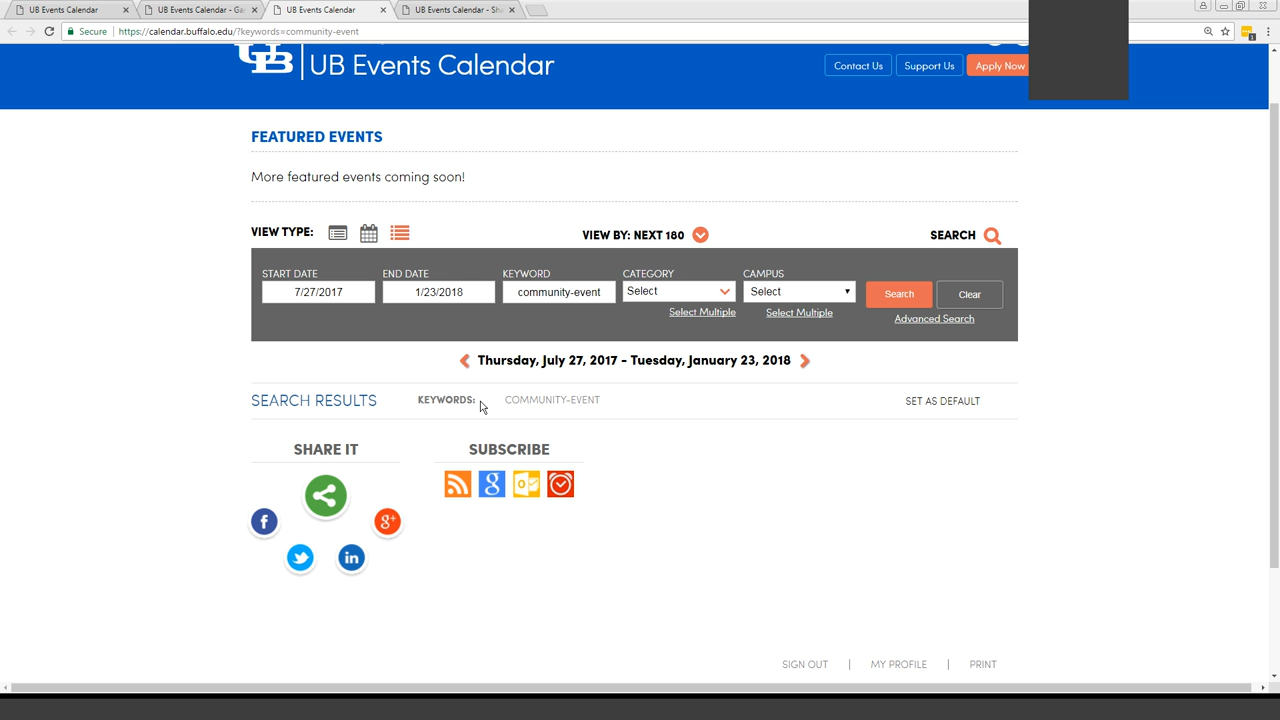 UB Events Calendar
UB Events Calendar - Ga
UB Events Calendar
UB Events Calendar - Sh
Secure
https://calendar.buffalo.edu/?keywords=community-event
UB
UB Events Calendar
Contact Us
Support Us
Apply Now
FEATURED EVENTS
More featured events coming soon!
VIEW TYPE:
VIEW BY: NEXT 180
SEARCH
START DATE
END DATE
KEYWORD
CATEGORY
CAMPUS
7/27/2017
1/23/2018
community-event
Select
Select
Search
Clear
Select Multiple
Select Multiple
Advanced Search
Thursday, July 27, 2017 - Tuesday, January 23, 2018
SEARCH RESULTS
KEYWORDS:
COMMUNITY-EVENT
SET AS DEFAULT
SHARE IT
SUBSCRIBE
SIGN OUT | MY PROFILE | PRINT